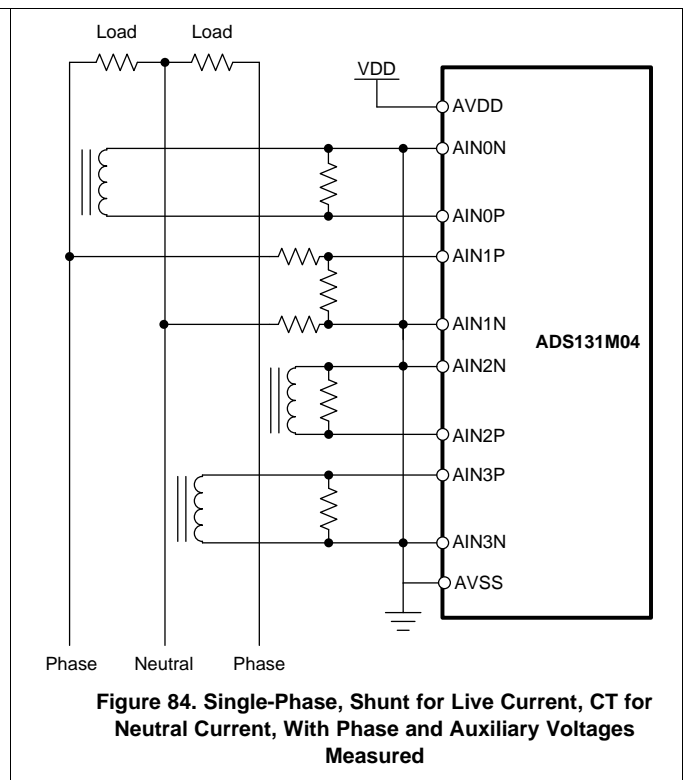 Load Load
VDD
AVDD
AIN0N
AIN0P
AIN1P
AIN1N
ADS131M04
AIN2N
AIN2P
AIN3P
AIN3N
AVSS
Phase Neutral Phase
Figure 84. Single-Phase, Shunt for Live Current, CT for
Neutral Current, With Phase and Auxiliary Voltages
Measured